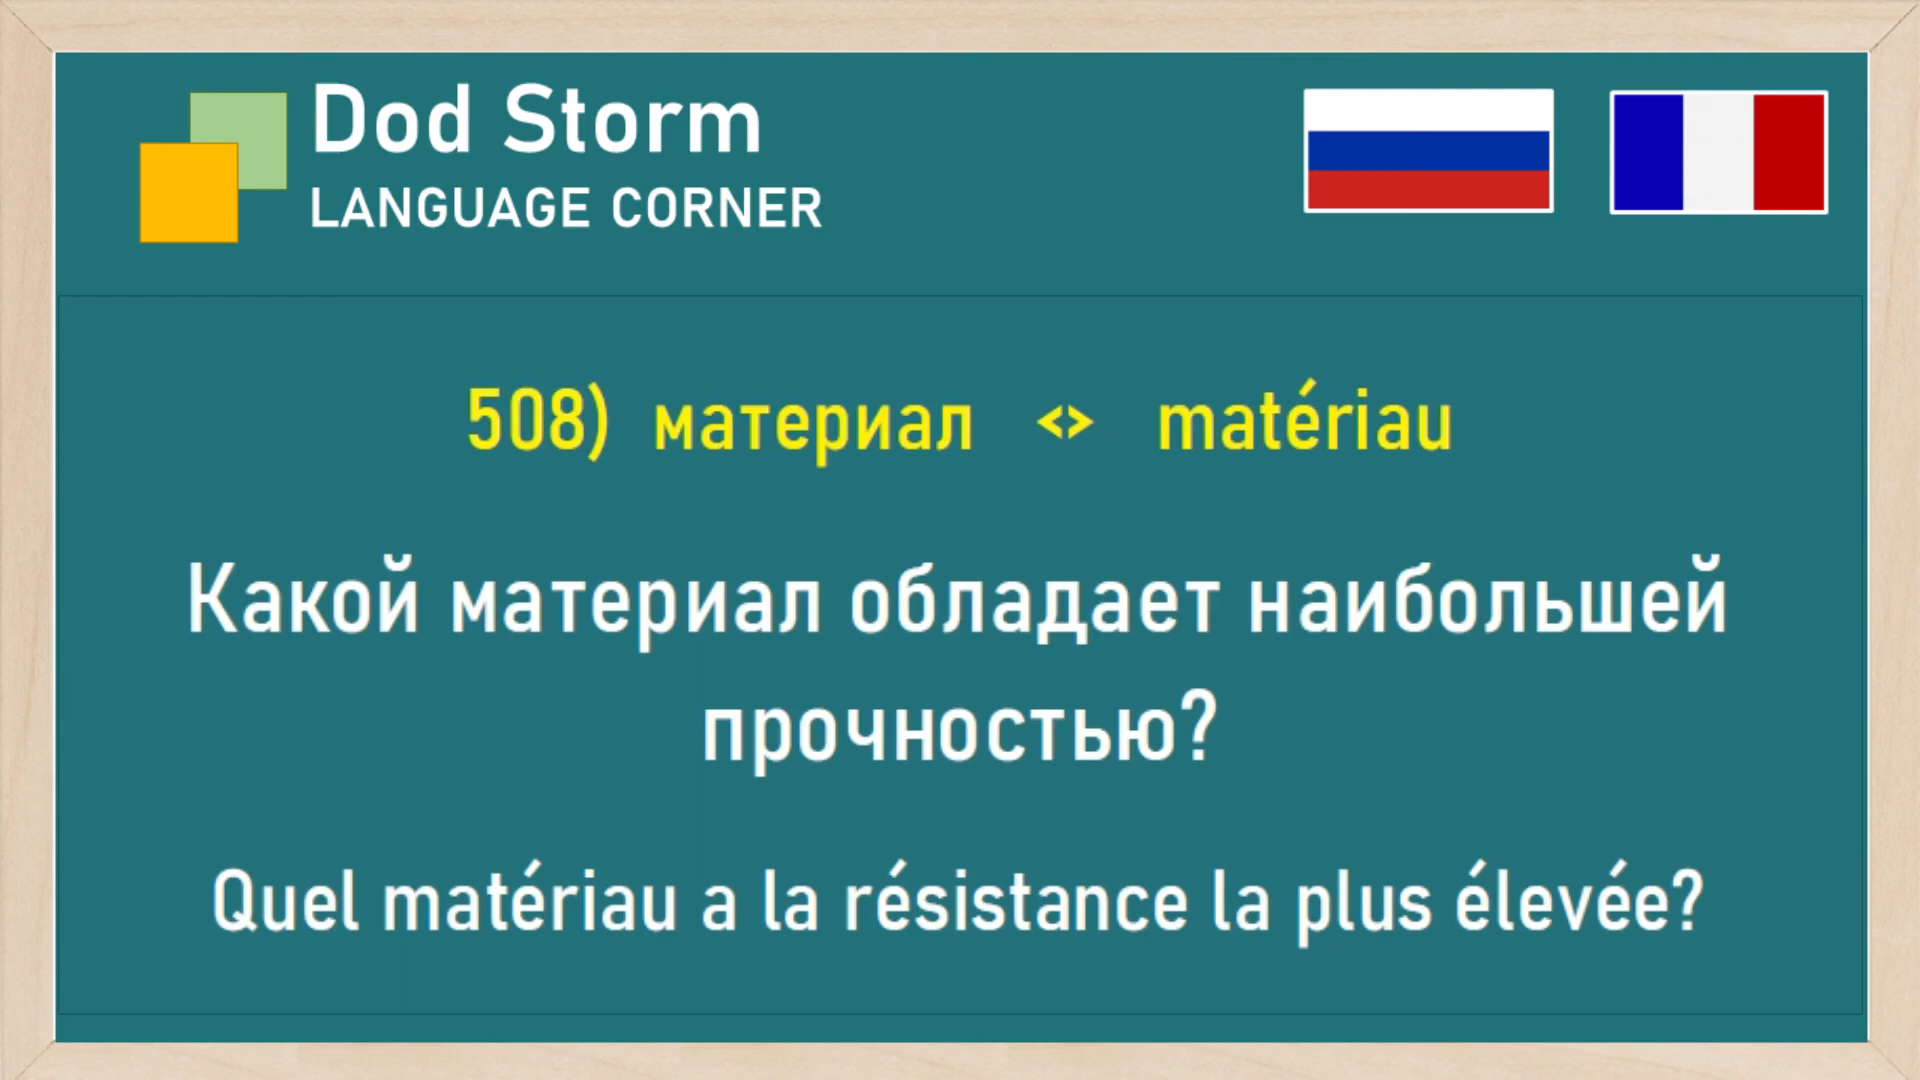 Dod Storm
LANGUAGE CORNER
508) материал <> matériau
Какой материал обладает наибольшей
прочностью?
Quel matériau a la résistance la plus élevée?